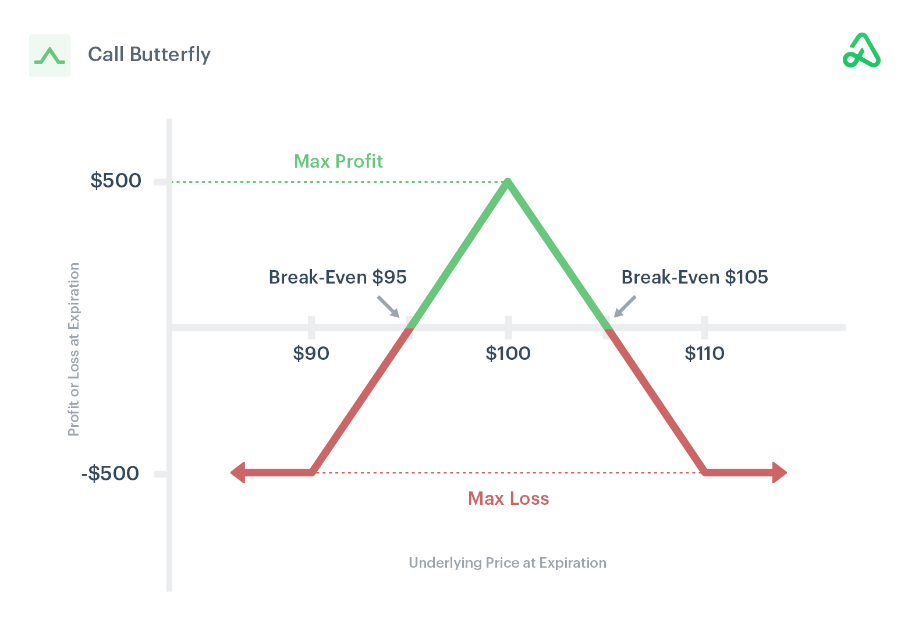 Call Butterfly
Max Profit
$500
Break-Even $95
Break-Even $105
Profit or Loss at Expiration
$90
$100
$110
-$500
Max Loss
Underlying Price at Expiration